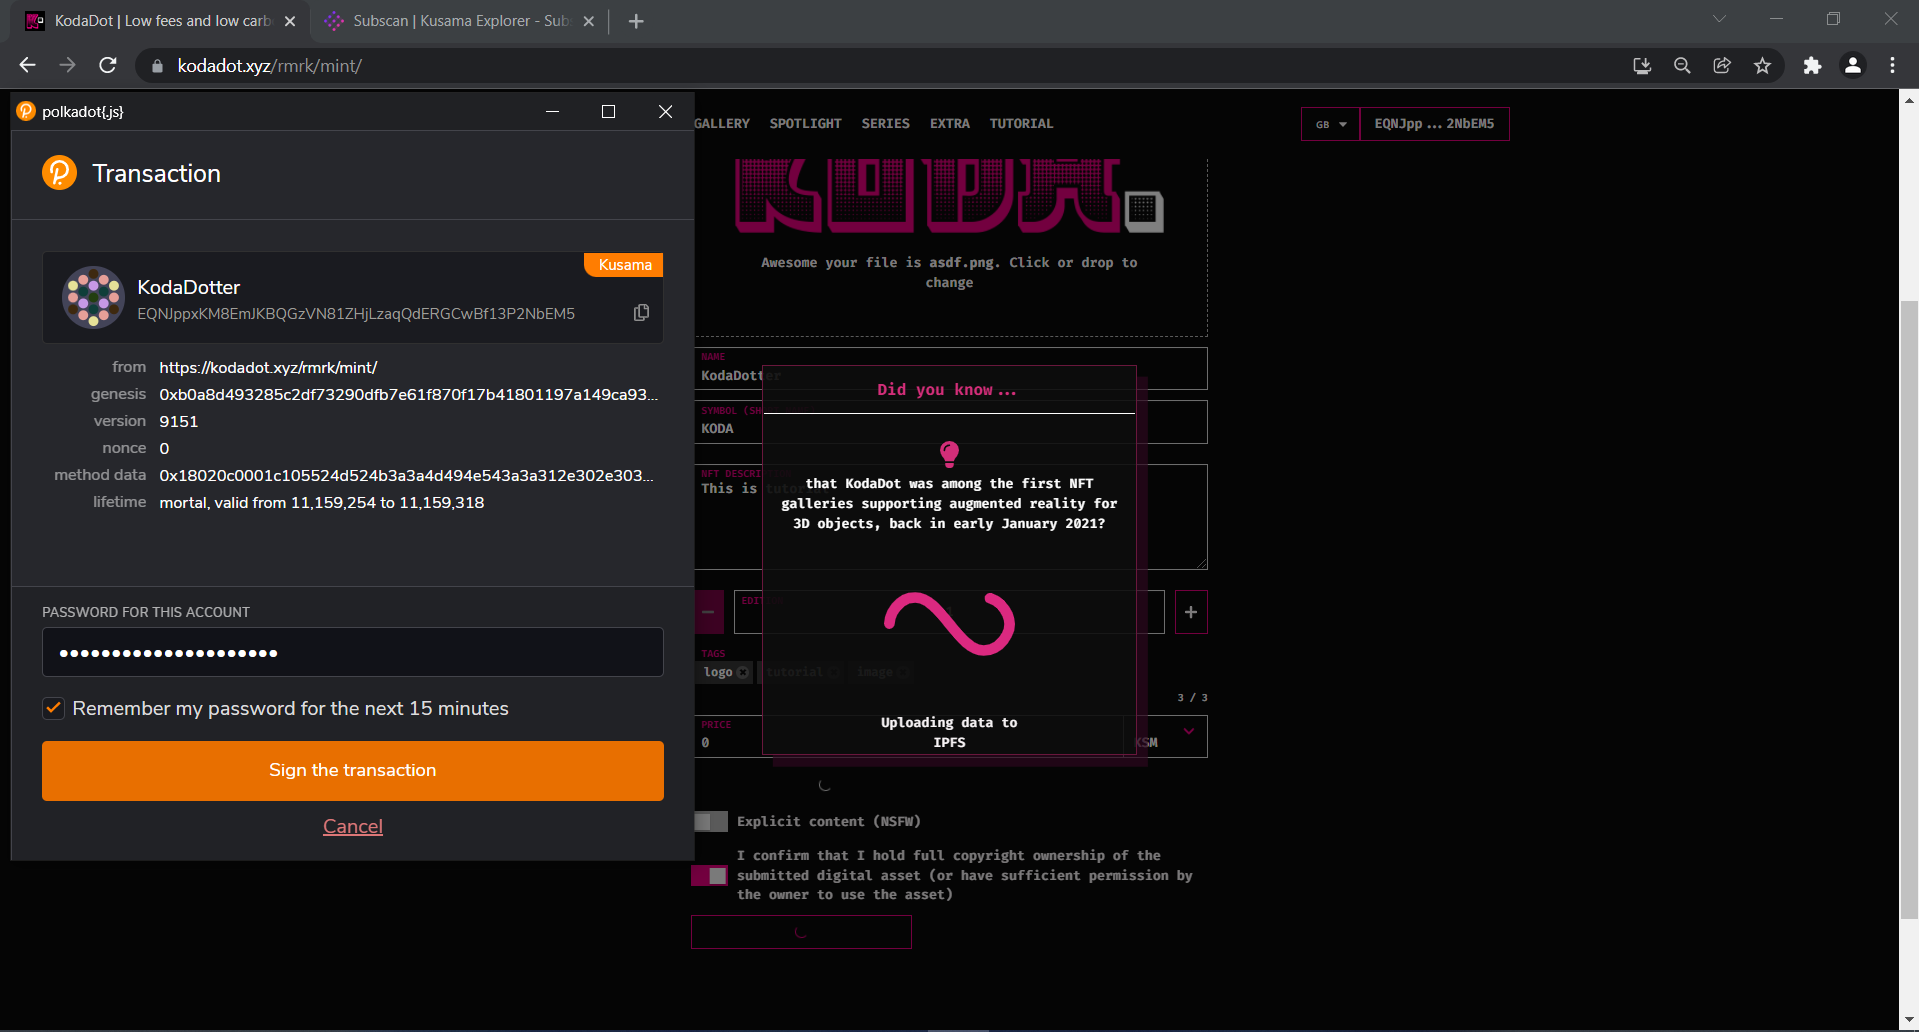 KodaDot | Low fees and low carb
Subscan | Kusama Explorer - Sub
kodadot.xyz/rmrk/mint/
polkadot{.js}
Transaction
Kusama
KodaDotter
EQNJppxKM8EmJKBQGzVN81ZHjLzaqQdERGCwBf13P2NbEM5
from https://kodadot.xyz/rmrk/mint/
genesis 0xb0a8d493285c2df73290dfb7e61f870f17b41801197a149ca93...
version 9151
nonce 0
method data 0x18020c0001c105524d524b3a3a4d494e543a3a312e302e303...
lifetime mortal, valid from 11,159,254 to 11,159,318
PASSWORD FOR THIS ACCOUNT
Remember my password for the next 15 minutes
Sign the transaction
Cancel
GALLERY SPOTLIGHT SERIES EXTRA TUTORIAL
GB EQNJpp ... 2NbEM5
KODA
Awesome your file is asdf.png. Click or drop to
change
NAME
KodaDotter
SYMBOL (SH
KODA
NFT DESCRI
This is tutorial
Did you know...
that KodaDot was among the first NFT
galleries supporting augmented reality for
3D objects, back in early January 2021?
EDIT
TAGS
logo tutorial image
3 / 3
PRICE
0
KSM
Uploading data to
IPFS
Explicit content (NSFW)
I confirm that I hold full copyright ownership of the
submitted digital asset (or have sufficient permission by
the owner to use the asset)